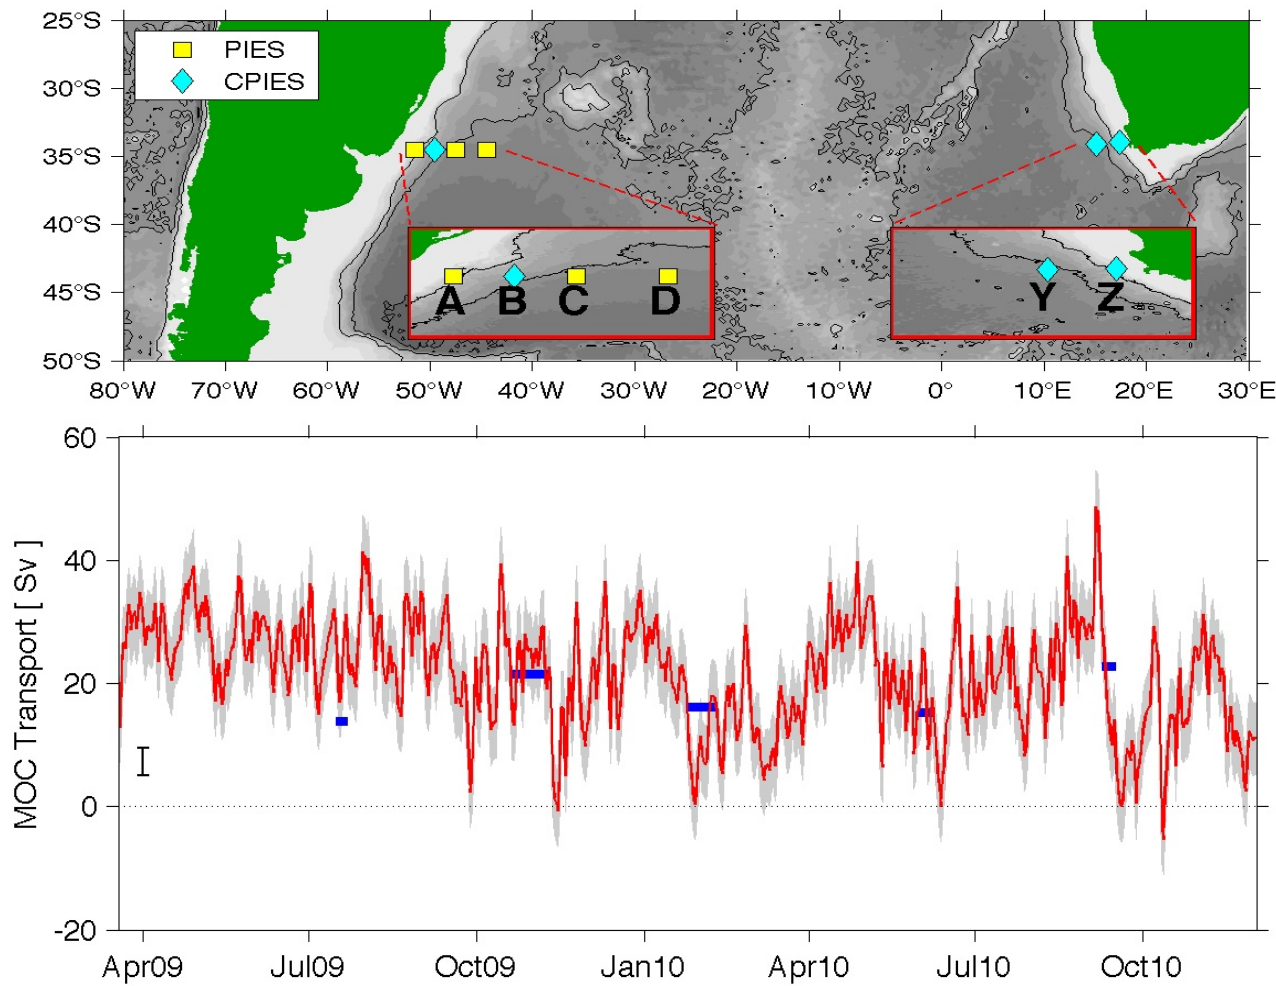 25°S
30°S
35°S
40°S
45°S
50°S
PIES
CPIES
A B C D
Y Z
80°W 70°W 60°W 50°W 40°W 30°W 20°W 10°W 0° 10°E 20°E 30°E
MOC Transport [ Sv ]
60
40
20
0
-20
Apr09 Jul09 Oct09 Jan10 Apr10 Jul10 Oct10